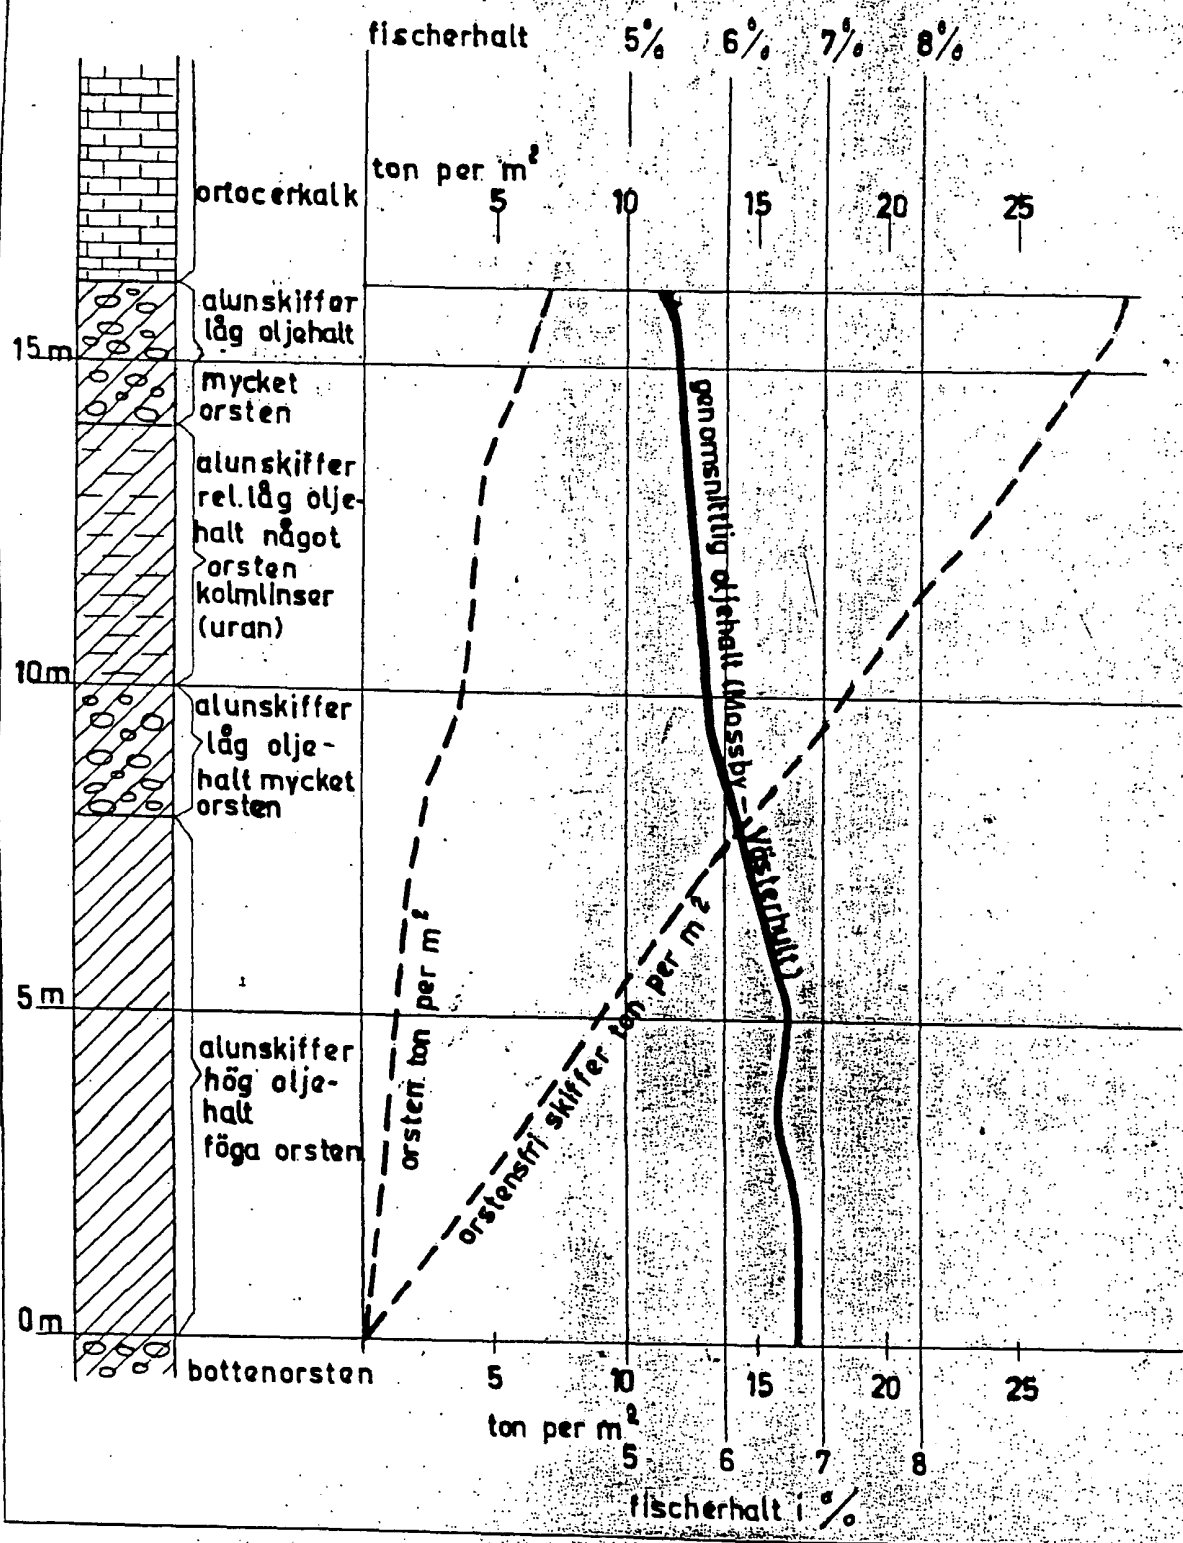 fischerhalt 5% 6% 7% 8%
ton per m²
5 10 15 20 25
ortocerkalk
alunskiffer
låg oljehalt
15 m
mycket
orsten
alunskiffer
rel. låg olje-
halt något
orsten
kolmlinser
(uran)
10 m
alunskiffer
låg olje-
halt mycket
orsten
5 m
alunskiffer
hög olje-
halt
föga orsten
0 m
bottenorsten
orsten ton per m²
orstensfri skiffer ton per m²
genomsnittlig oljehalt (Mossby-Västerhult)
5 10 15 20 25
ton per m²
5 6 7 8
fischerhalt i %